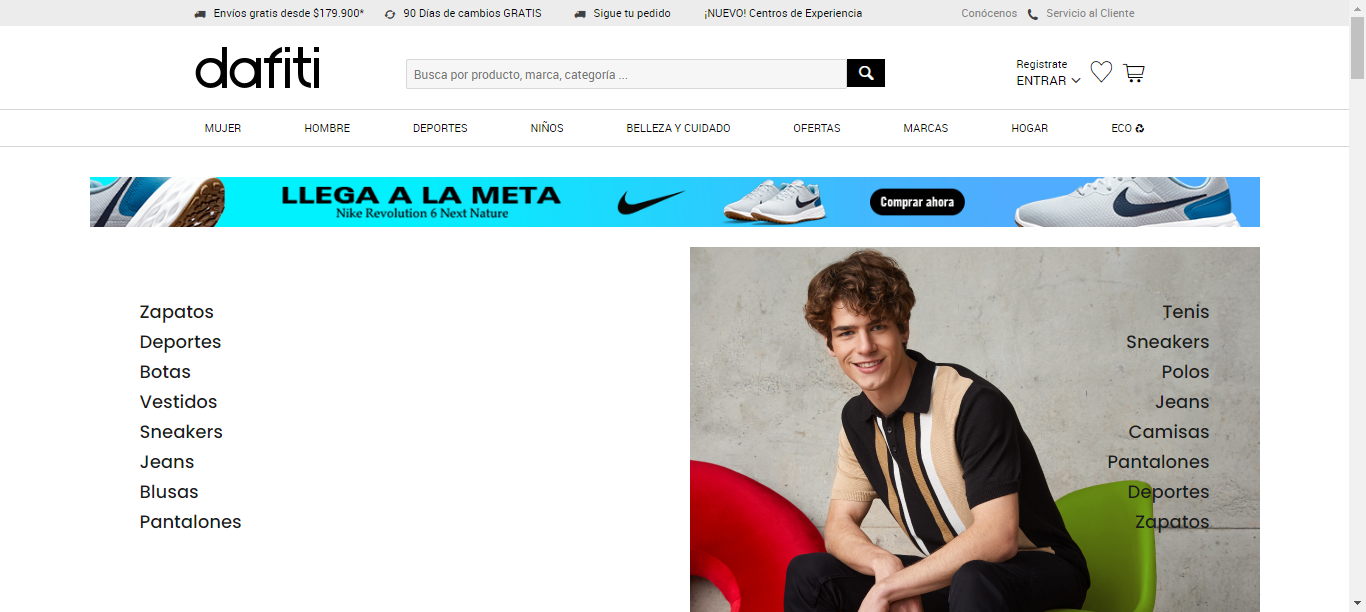 Envíos gratis desde $179.900*
90 Días de cambios GRATIS
Sigue tu pedido
¡NUEVO! Centros de Experiencia
Conócenos
Servicio al Cliente
dafiti
Busca por producto, marca, categoría ...
Registrate
ENTRAR
MUJER
HOMBRE
DEPORTES
NIÑOS
BELLEZA Y CUIDADO
OFERTAS
MARCAS
HOGAR
ECO
LLEGA A LA META
Nike Revolution 6 Next Nature
Comprar ahora
Zapatos
Deportes
Botas
Vestidos
Sneakers
Jeans
Blusas
Pantalones
Tenis
Sneakers
Polos
Jeans
Camisas
Pantalones
Deportes
Zapatos